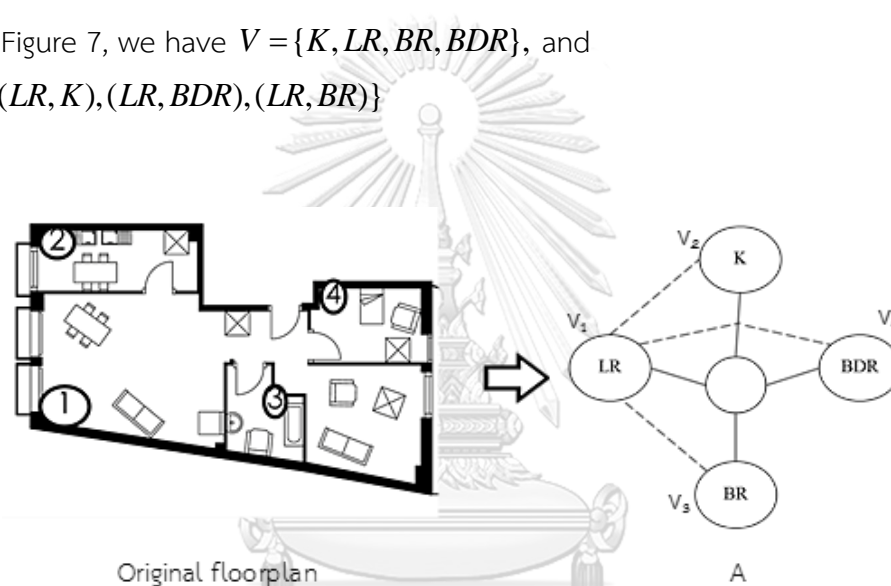 Figure 7, we have V = {K, LR, BR, BDR}, and
(LR, K), (LR, BDR), (LR, BR)}
2
4
1
3
V₂
K
V₁
V
LR
BDR
BR
V₃
Original floorplan
A